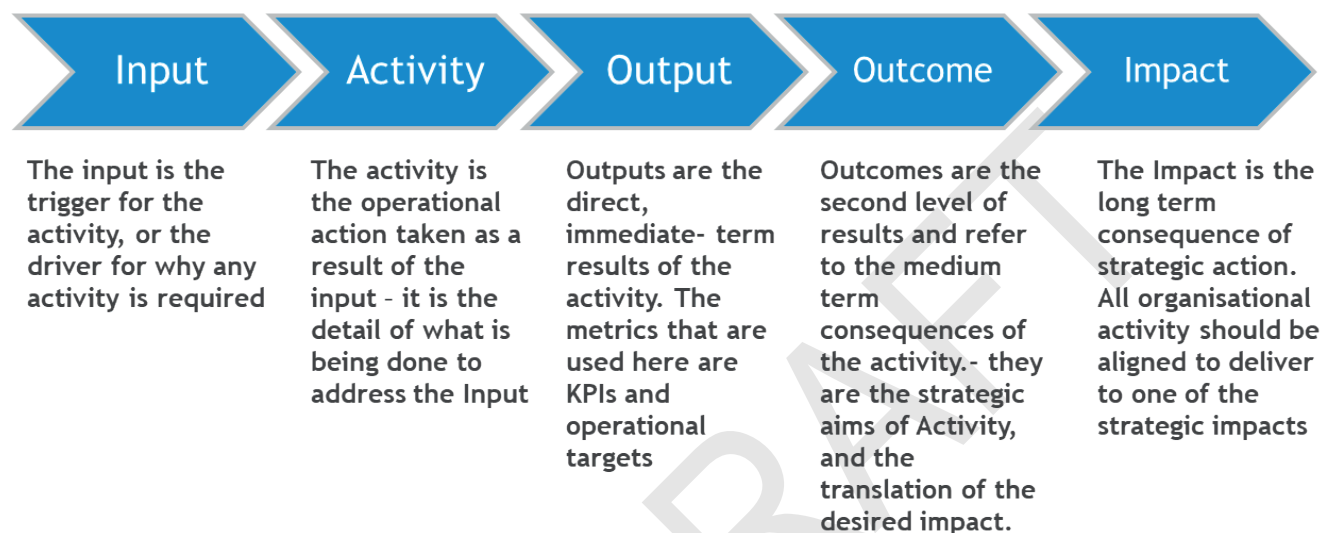 Input
Activity
Output
Outcome
Impact
The input is the
trigger for the
activity, or the
driver for why any
activity is required
The activity is
the operational
action taken as a
result of the
input – it is the
detail of what is
being done to
address the Input
Outputs are the
direct,
immediate- term
results of the
activity. The
metrics that are
used here are
KPIs and
operational
targets
Outcomes are the
second level of
results and refer
to the medium
term
consequences of
the activity.– they
are the strategic
aims of Activity,
and the
translation of the
desired impact.
The Impact is the
long term
consequence of
strategic action.
All organisational
activity should be
aligned to deliver
to one of the
strategic impacts
RAFT